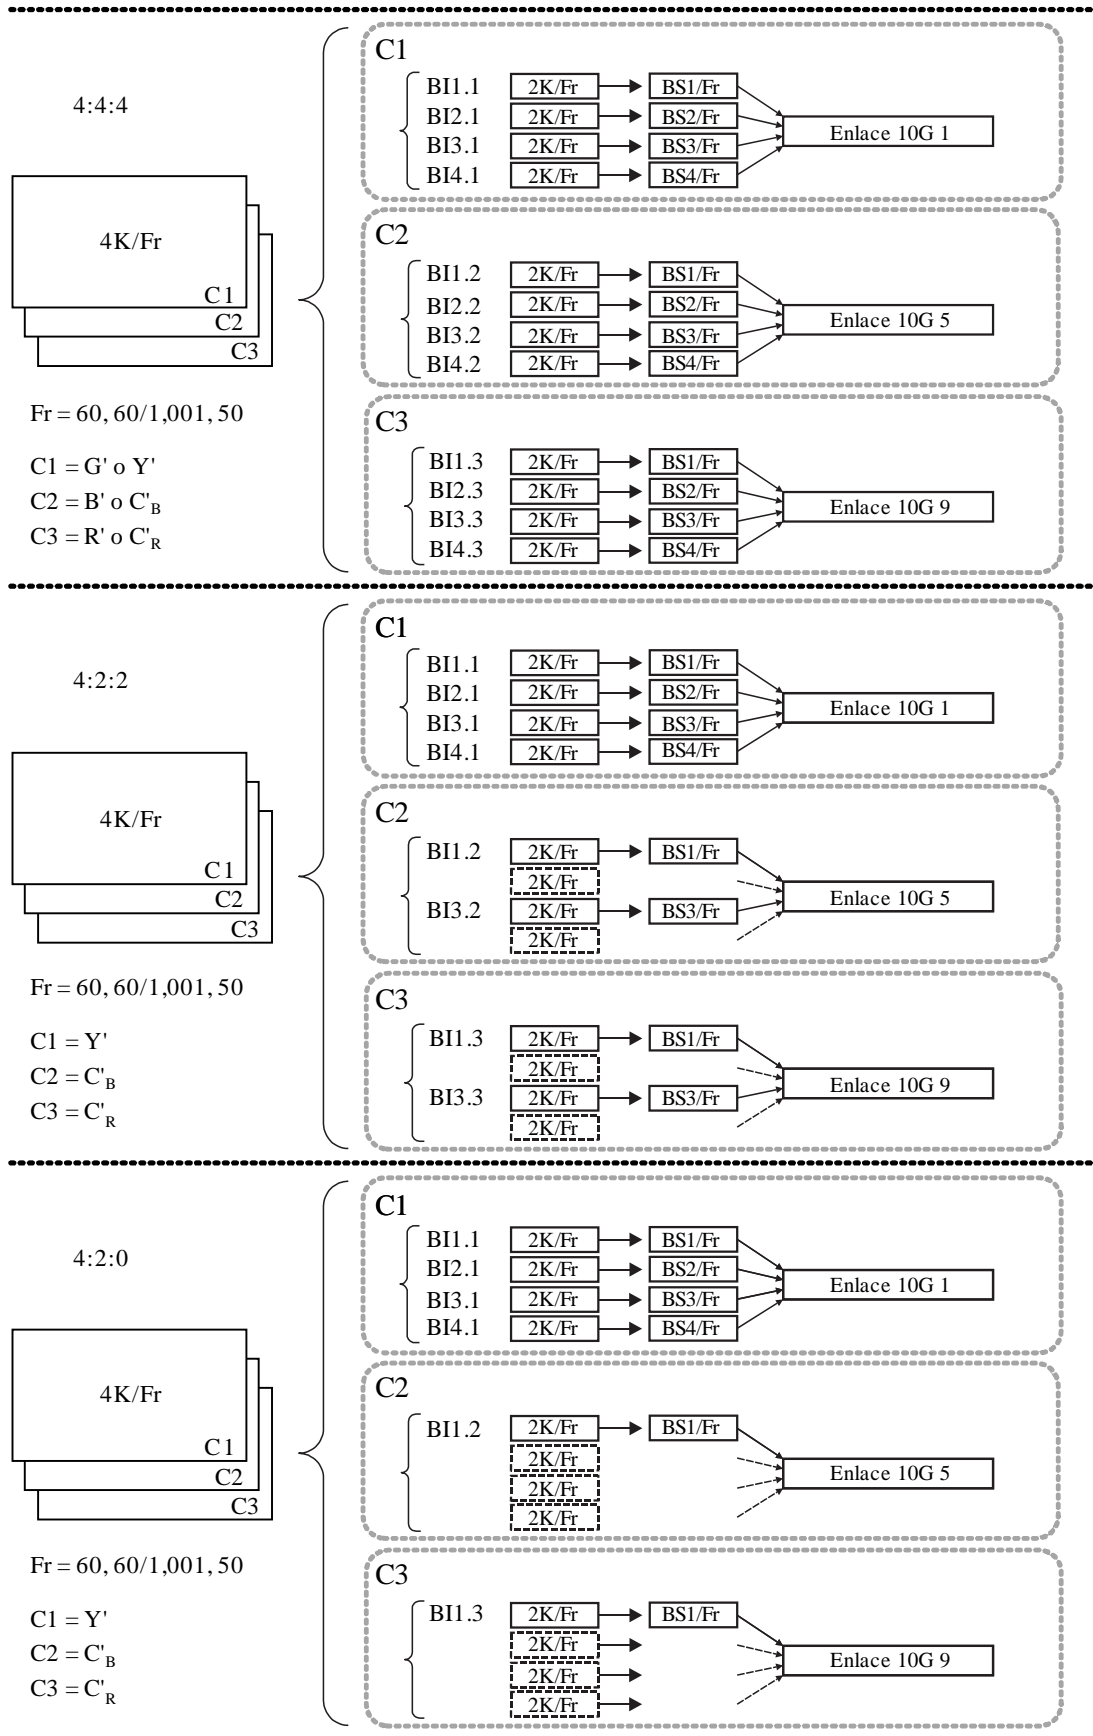 4:4:4
4K/Fr
C1
C2
C3
Fr = 60, 60/1,001, 50
C1 = G' o Y'
C2 = B' o C'B
C3 = R' o C'R
C1
BI1.1 2K/Fr BS1/Fr
BI2.1 2K/Fr BS2/Fr
BI3.1 2K/Fr BS3/Fr
BI4.1 2K/Fr BS4/Fr
Enlace 10G 1
C2
BI1.2 2K/Fr BS1/Fr
BI2.2 2K/Fr BS2/Fr
BI3.2 2K/Fr BS3/Fr
BI4.2 2K/Fr BS4/Fr
Enlace 10G 5
C3
BI1.3 2K/Fr BS1/Fr
BI2.3 2K/Fr BS2/Fr
BI3.3 2K/Fr BS3/Fr
BI4.3 2K/Fr BS4/Fr
Enlace 10G 9
4:2:2
4K/Fr
C1
C2
C3
Fr = 60, 60/1,001, 50
C1 = Y'
C2 = C'B
C3 = C'R
C1
BI1.1 2K/Fr BS1/Fr
BI2.1 2K/Fr BS2/Fr
BI3.1 2K/Fr BS3/Fr
BI4.1 2K/Fr BS4/Fr
Enlace 10G 1
C2
BI1.2 2K/Fr BS1/Fr
2K/Fr
BI3.2 2K/Fr BS3/Fr
2K/Fr
Enlace 10G 5
C3
BI1.3 2K/Fr BS1/Fr
2K/Fr
BI3.3 2K/Fr BS3/Fr
2K/Fr
Enlace 10G 9
4:2:0
4K/Fr
C1
C2
C3
Fr = 60, 60/1,001, 50
C1 = Y'
C2 = C'B
C3 = C'R
C1
BI1.1 2K/Fr BS1/Fr
BI2.1 2K/Fr BS2/Fr
BI3.1 2K/Fr BS3/Fr
BI4.1 2K/Fr BS4/Fr
Enlace 10G 1
C2
BI1.2 2K/Fr BS1/Fr
2K/Fr
2K/Fr
2K/Fr
Enlace 10G 5
C3
BI1.3 2K/Fr BS1/Fr
2K/Fr
2K/Fr
2K/Fr
Enlace 10G 9